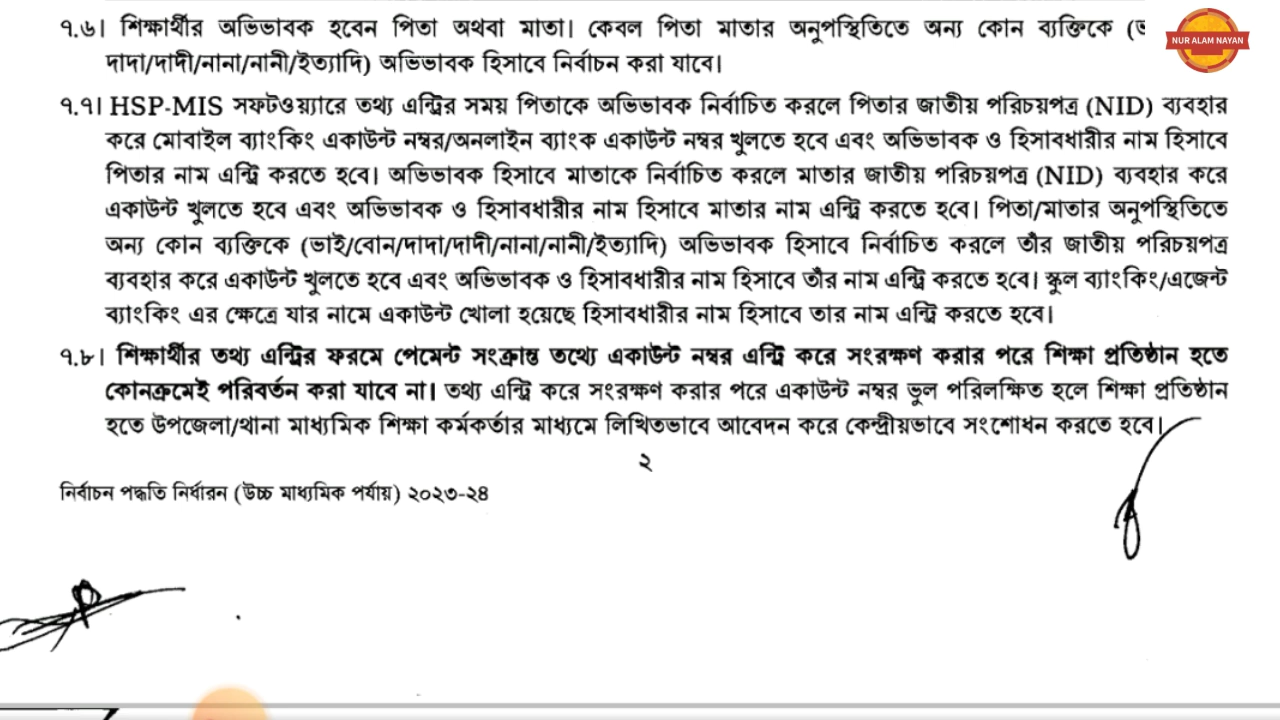 ৭.৬। শিক্ষার্থীর অভিভাবক হবেন পিতা অথবা মাতা। কেবল পিতা মাতার অনুপস্থিতিতে অন্য কোন ব্যক্তিকে
NUR ALAM NAYAN
দাদা/দাদী/নানা/নানী/ইত্যাদি) অভিভাবক হিসাবে নির্বাচন করা যাবে।
৭.৭। HSP-MIS সফটওয়্যারে তথ্য এন্ট্রির সময় পিতাকে অভিভাবক নির্বাচিত করলে পিতার জাতীয় পরিচয়পত্র (NID) ব্যবহার
করে মোবাইল ব্যাংকিং একাউন্ট নম্বর/অনলাইন ব্যাংক একাউন্ট নম্বর খুলতে হবে এবং অভিভাবক ও হিসাবধারীর নাম হিসাবে
পিতার নাম এন্ট্রি করতে হবে। অভিভাবক হিসাবে মাতাকে নির্বাচিত করলে মাতার জাতীয় পরিচয়পত্র (NID) ব্যবহার করে
একাউন্ট খুলতে হবে এবং অভিভাবক ও হিসাবধারীর নাম হিসাবে মাতার নাম এন্ট্রি করতে হবে। পিতা/মাতার অনুপস্থিতিতে
অন্য কোন ব্যক্তিকে (ভাই/বোন/দাদা/দাদী/নানা/নানী/ইত্যাদি) অভিভাবক হিসাবে নির্বাচিত করলে তাঁর জাতীয় পরিচয়পত্র
ব্যবহার করে একাউন্ট খুলতে হবে এবং অভিভাবক ও হিসাবধারীর নাম হিসাবে তাঁর নাম এন্ট্রি করতে হবে। স্কুল ব্যাংকিং/এজেন্ট
ব্যাংকিং এর ক্ষেত্রে যার নামে একাউন্ট খোলা হয়েছে হিসাবধারীর নাম হিসাবে তার নাম এন্ট্রি করতে হবে।
৭.৮। শিক্ষার্থীর তথ্য এন্ট্রির ফরমে পেমেন্ট সংক্রান্ত তথ্যে একাউন্ট নম্বর এন্ট্রি করে সংরক্ষণ করার পরে শিক্ষা প্রতিষ্ঠান হতে
কোনক্রমেই পরিবর্তন করা যাবে না। তথ্য এন্ট্রি করে সংরক্ষণ করার পরে একাউন্ট নম্বর ভুল পরিলক্ষিত হলে শিক্ষা প্রতিষ্ঠান
হতে উপজেলা/থানা মাধ্যমিক শিক্ষা কর্মকর্তার মাধ্যমে লিখিতভাবে আবেদন করে কেন্দ্রীয়ভাবে সংশোধন করতে হবে।
২
নির্বাচন পদ্ধতি নির্ধারন (উচ্চ মাধ্যমিক পর্যায়) ২০২৩-২৪